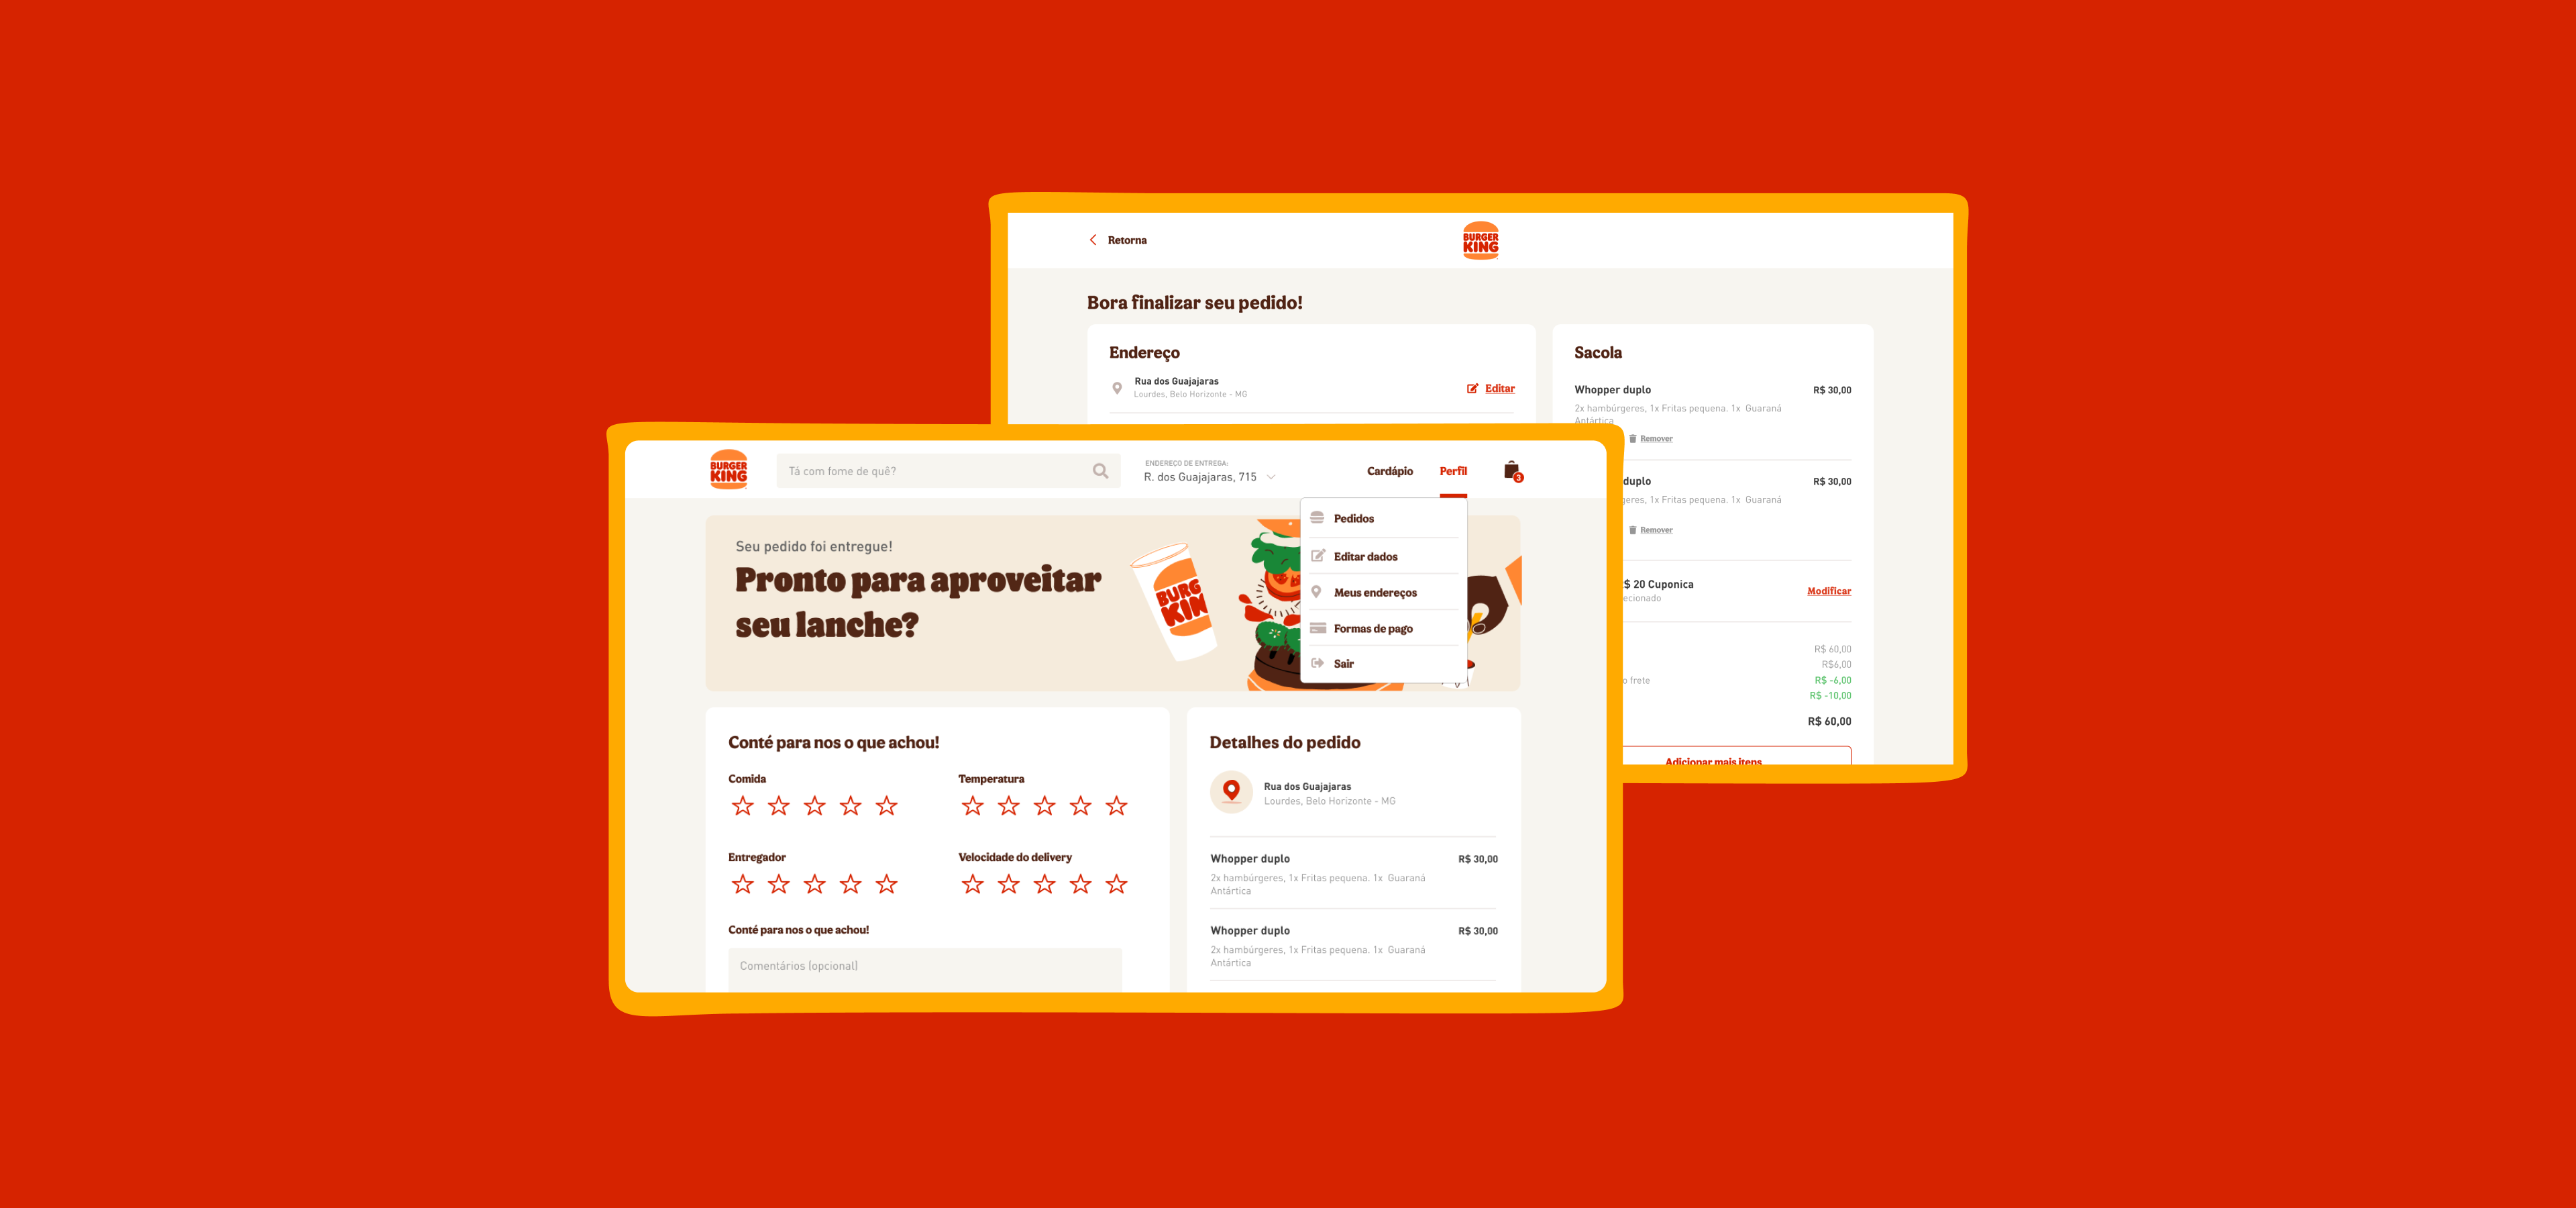 Retorna
BURGER
KING
Bora finalizar seu pedido!
Endereço
Rua dos Guajajaras
Lourdes, Belo Horizonte - MG
Editar
Sacola
Whopper duplo
R$ 30,00
2x hambúrgeres, 1x Fritas pequena. 1x Guaraná
Antártica
Remover
duplo
R$ 30,00
geres, 1x Fritas pequena. 1x Guaraná
Remover
$ 20 Cuponica
ecionado
Modificar
R$ 60,00
R$6,00
o frete
R$ -6,00
R$ -10,00
R$ 60,00
Adicionar mais itens
BURGER
KING
Tá com fome de quê?
ENDEREÇO DE ENTREGA:
R. dos Guajajaras, 715
Cardápio
Perfil
3
Pedidos
Editar dados
Meus endereços
Formas de pago
Sair
Seu pedido foi entregue!
Pronto para aproveitar
seu lanche?
BURG
KIN
Conté para nos o que achou!
Comida
Temperatura
Entregador
Velocidade do delivery
Conté para nos o que achou!
Comentários (opcional)
Detalhes do pedido
Rua dos Guajajaras
Lourdes, Belo Horizonte - MG
Whopper duplo
R$ 30,00
2x hambúrgeres, 1x Fritas pequena. 1x Guaraná
Antártica
Whopper duplo
R$ 30,00
2x hambúrgeres, 1x Fritas pequena. 1x Guaraná
Antártica